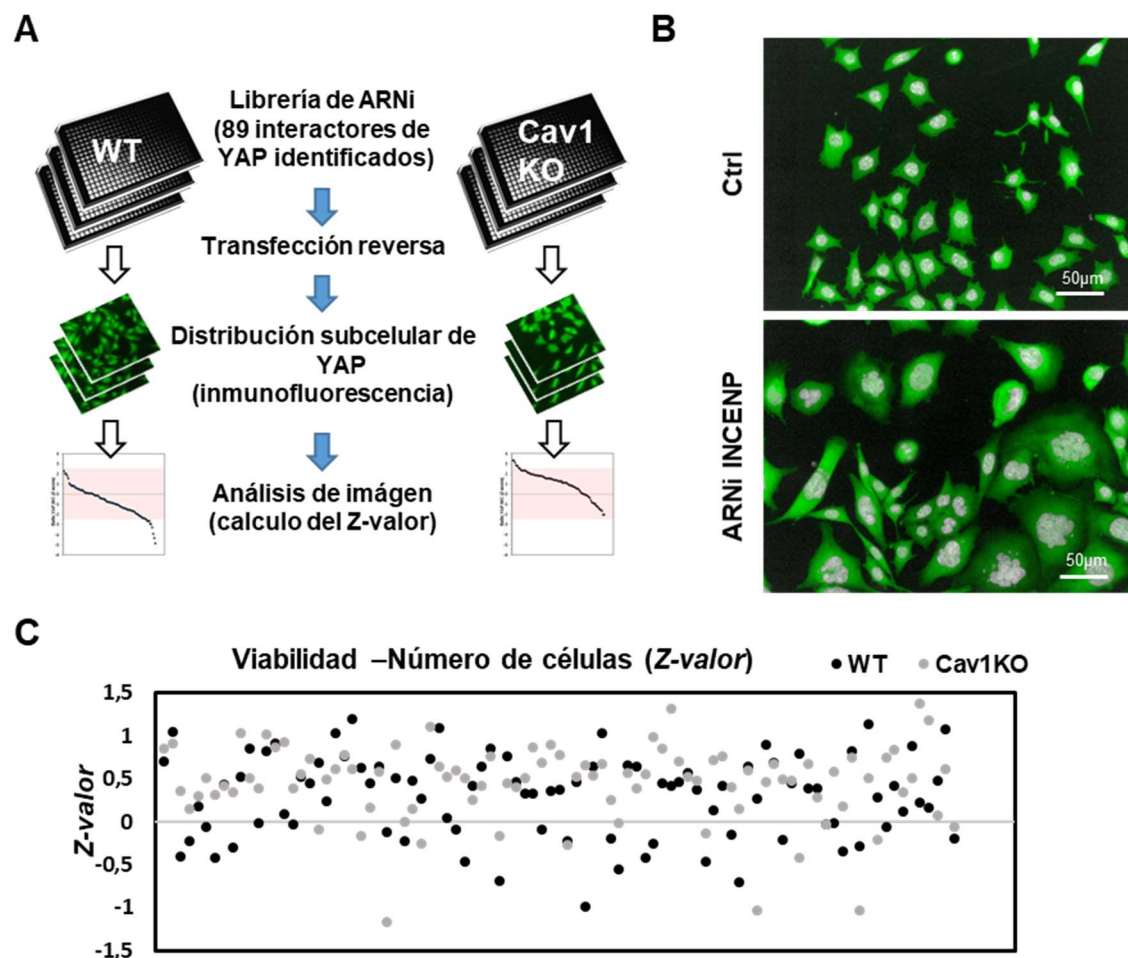 A
WT
Librería de ARNi
(89 interactores de
YAP identificados)
Cav1
KO
Transfección reversa
Distribución subcelular de
YAP
(inmunofluorescencia)
Análisis de imágen
(calculo del Z-valor)
B
Ctrl
50µm
ARNi INCENP
50µm
C
Viabilidad –Número de células (Z-valor)
WT
Cav1KO
Z-valor
1,5
1
0,5
0
-0,5
-1
-1,5